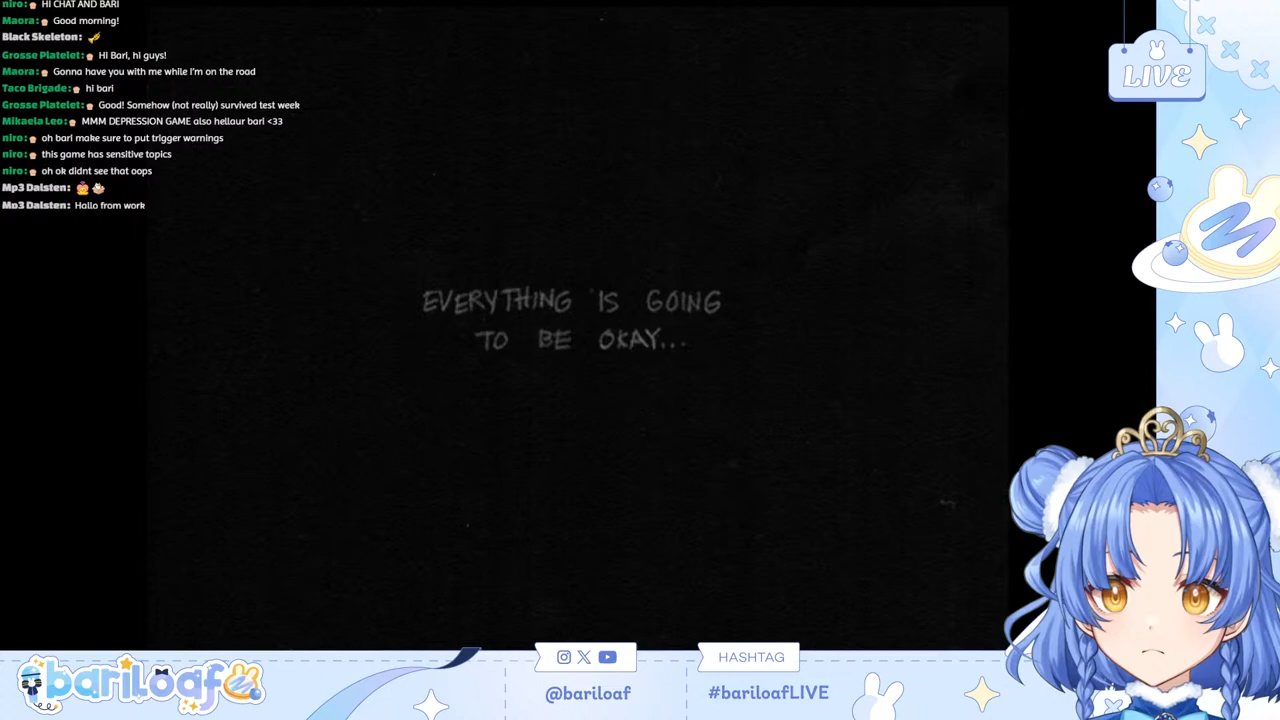 niro: HI CHAT AND BARI
Maora: Good morning!
Black Skeleton:
Grosse Platelet: Hi Bari, hi guys!
Maora: Gonna have you with me while I'm on the road
Taco Brigade: hi bari
Grosse Platelet: Good! Somehow (not really) survived test week
Mikaela Leo: MMM DEPRESSION GAME also hellaur bari <33
niro: oh bari make sure to put trigger warnings
niro: this game has sensitive topics
niro: oh ok didnt see that oops
Mp3 Dalsten:
Mp3 Dalsten: Hallo from work
LIVE
EVERYTHING IS GOING
TO BE OKAY...
bariloaf
@bariloaf
HASHTAG
#bariloafLIVE